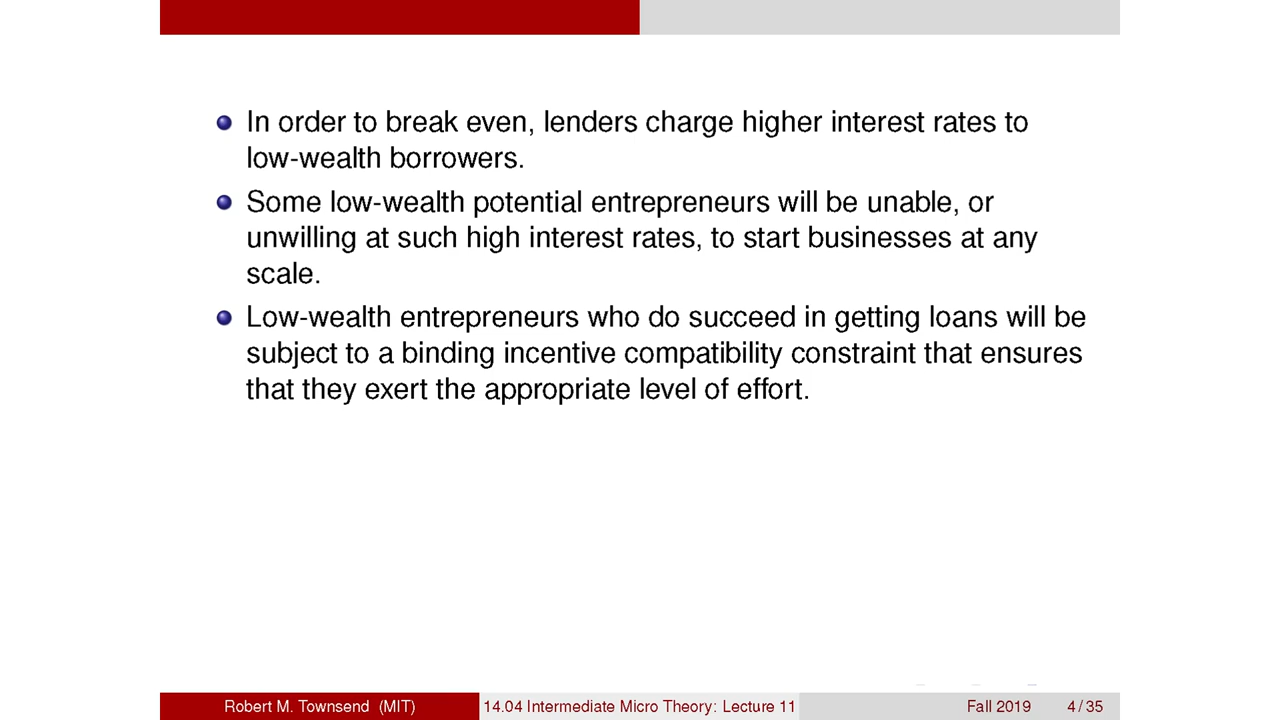 In order to break even, lenders charge higher interest rates to
low-wealth borrowers.
Some low-wealth potential entrepreneurs will be unable, or
unwilling at such high interest rates, to start businesses at any
scale.
Low-wealth entrepreneurs who do succeed in getting loans will be
subject to a binding incentive compatibility constraint that ensures
that they exert the appropriate level of effort.
Robert M. Townsend (MIT) 14.04 Intermediate Micro Theory: Lecture 11 Fall 2019 4 / 35